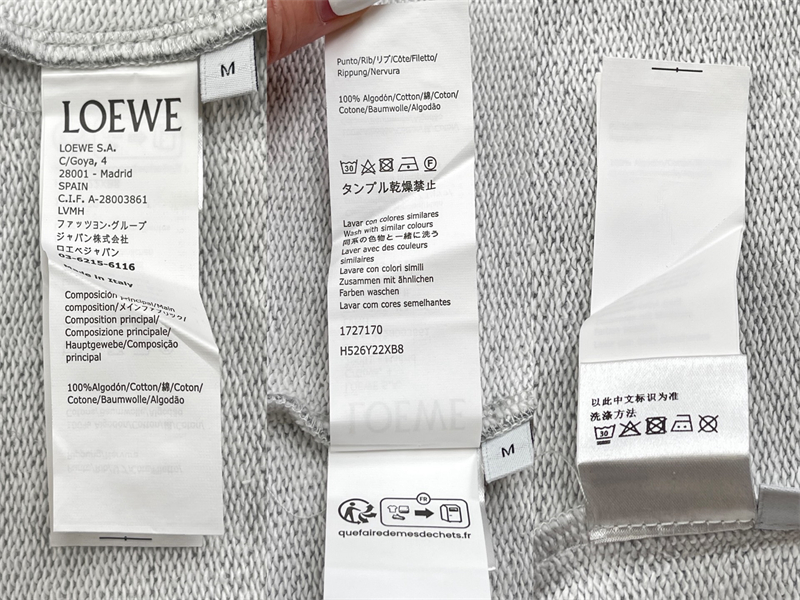 M
LOEWE
LOEWE S.A.
C/Goya, 4
28001 - Madrid
SPAIN
C.I.F. A-28003861
LVMH
ファッツヨン・グループ
ジャパン株式会社
ロエベジャパン
03-6215-6116
Made In Italy
Composición principal/Main
composition/メインファブリック/
Composition principal/
Composizione principale/
Hauptgewebe/Composição
principal
100%Algodón/Cotton/綿/Coton/
Cotone/Baumwolle/Algodão
Punto/Rib/リブ/Côte/Filetto/
Rippung/Nervura
100% Algodón/Cotton/綿/Coton/
Cotone/Baumwolle/Algodão
30
F
タンブル乾燥禁止
Lavar con colores similares
Wash with similar colours
同系の色物と一緒に洗う
Laver avec des couleurs
similaires
Lavare con colori simili
Zusammen mit ähnlichen
Farben waschen
Lavar com cores semelhantes
1727170
H526Y22XB8
LOEWE
M
FR
quefairedemesdechets.fr
以此中文标识为准
洗涤方法
30